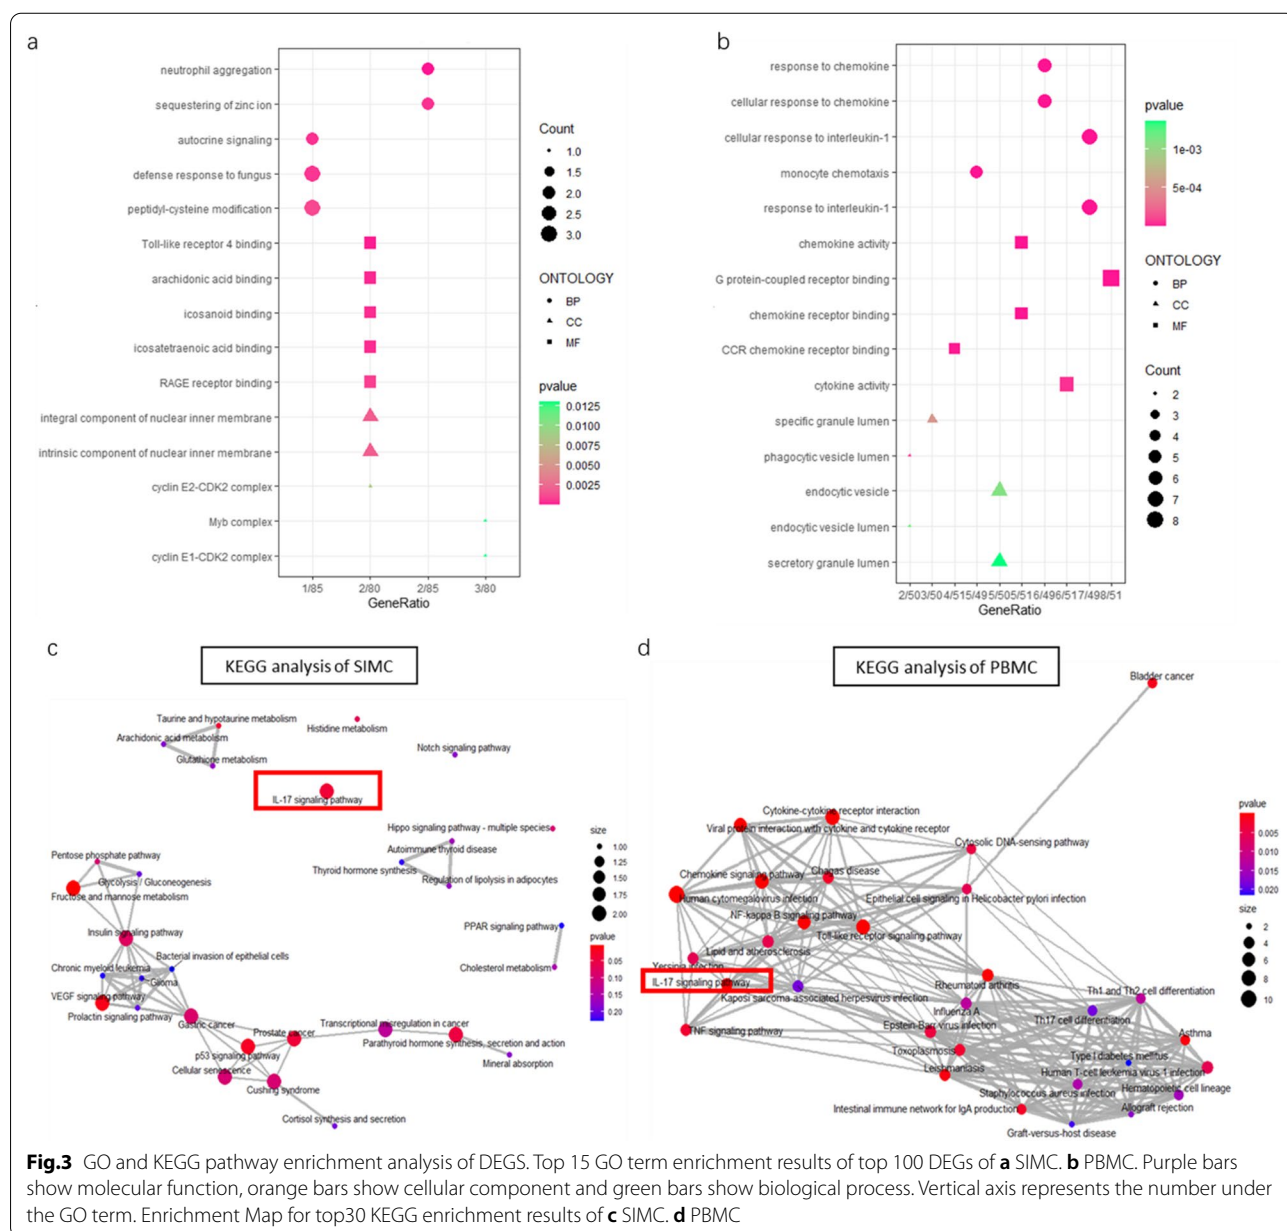 a
neutrophil aggregation
sequestering of zinc ion
autocrine signaling
defense response to fungus
peptidyl-cysteine modification
Toll-like receptor 4 binding
arachidonic acid binding
icosanoid binding
icosatetraenoic acid binding
RAGE receptor binding
integral component of nuclear inner membrane
intrinsic component of nuclear inner membrane
cyclin E2-CDK2 complex
Myb complex
cyclin E1-CDK2 complex
1/85 2/80 2/85 3/80
GeneRatio
Count
1.0
1.5
2.0
2.5
3.0
ONTOLOGY
BP
CC
MF
pvalue
0.0125
0.0100
0.0075
0.0050
0.0025
b
response to chemokine
cellular response to chemokine
cellular response to interleukin-1
monocyte chemotaxis
response to interleukin-1
chemokine activity
G protein-coupled receptor binding
chemokine receptor binding
CCR chemokine receptor binding
cytokine activity
specific granule lumen
phagocytic vesicle lumen
endocytic vesicle
endocytic vesicle lumen
secretory granule lumen
2/503/504/515/495/505/516/496/517/498/51
GeneRatio
pvalue
1e-03
5e-04
ONTOLOGY
BP
CC
MF
Count
2
3
4
5
6
7
8
c
KEGG analysis of SIMC
Taurine and hypotaurine metabolism
Histidine metabolism
Arachidonic acid metabolism
Notch signaling pathway
Glutathione metabolism
IL-17 signaling pathway
Hippo signaling pathway - multiple species
Autoimmune thyroid disease
Pentose phosphate pathway
Thyroid hormone synthesis
Glycolysis / Gluconeogenesis
Regulation of lipolysis in adipocytes
Fructose and mannose metabolism
PPAR signaling pathway
Insulin signaling pathway
Bacterial invasion of epithelial cells
Chronic myeloid leukemia
Cholesterol metabolism
Glioma
VEGF signaling pathway
Prolactin signaling pathway
Gastric cancer
Prostate cancer
Transcriptional misregulation in cancer
Parathyroid hormone synthesis, secretion and action
p53 signaling pathway
Mineral absorption
Cellular senescence
Cushing syndrome
Cortisol synthesis and secretion
size
1.00
1.25
1.50
1.75
2.00
pvalue
0.05
0.10
0.15
0.20
d
KEGG analysis of PBMC
Bladder cancer
Cytokine-cytokine receptor interaction
Viral protein interaction with cytokine and cytokine receptor
Cytosolic DNA-sensing pathway
Chemokine signaling pathway
Chagas disease
Human cytomegalovirus infection
Epithelial cell signaling in Helicobacter pylori infection
NF-kappa B signaling pathway
Toll-like receptor signaling pathway
Lipid and atherosclerosis
Yersinia infection
IL-17 signaling pathway
Rheumatoid arthritis
Th1 and Th2 cell differentiation
Kaposi sarcoma-associated herpesvirus infection
Influenza A
Th17 cell differentiation
TNF signaling pathway
Epstein-Barr virus infection
Asthma
Toxoplasmosis
Type I diabetes mellitus
Leishmaniasis
Human T-cell leukemia virus 1 infection
Hematopoietic cell lineage
Staphylococcus aureus infection
Intestinal immune network for IgA production
Allograft rejection
Graft-versus-host disease
pvalue
0.005
0.010
0.015
0.020
size
2
4
6
8
10
Fig.3 GO and KEGG pathway enrichment analysis of DEGS. Top 15 GO term enrichment results of top 100 DEGs of a SIMC. b PBMC. Purple bars
show molecular function, orange bars show cellular component and green bars show biological process. Vertical axis represents the number under
the GO term. Enrichment Map for top30 KEGG enrichment results of c SIMC. d PBMC